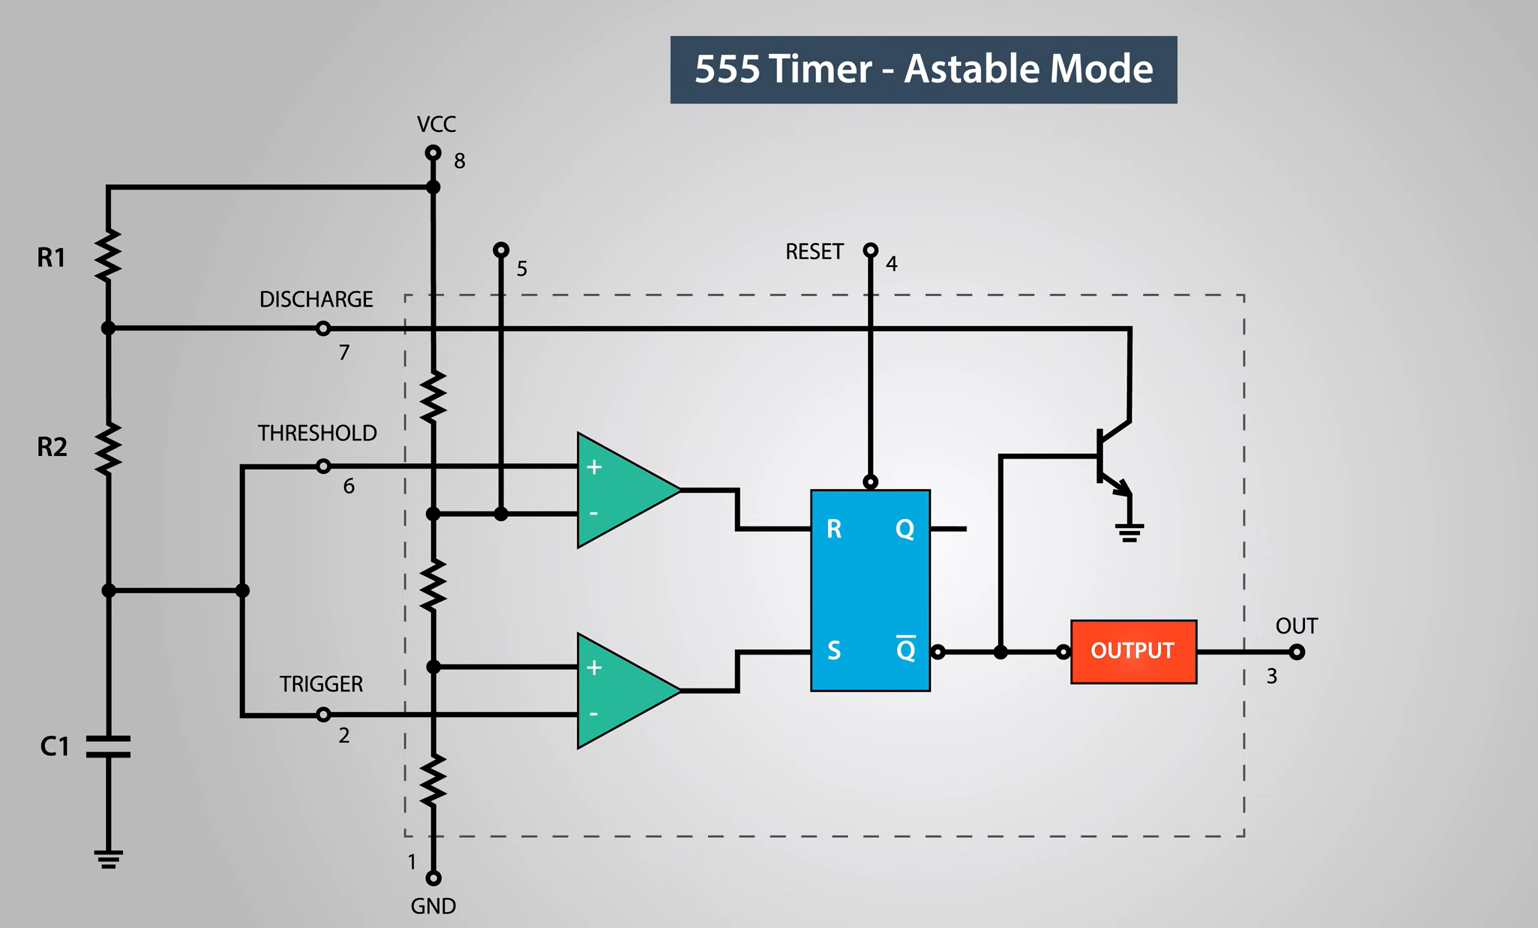 555 Timer - Astable Mode
VCC
8
R1
5
RESET
4
DISCHARGE
7
R2
THRESHOLD
6
+
-
R Q
S Q̅
+
-
OUTPUT
OUT
3
TRIGGER
2
C1
1
GND